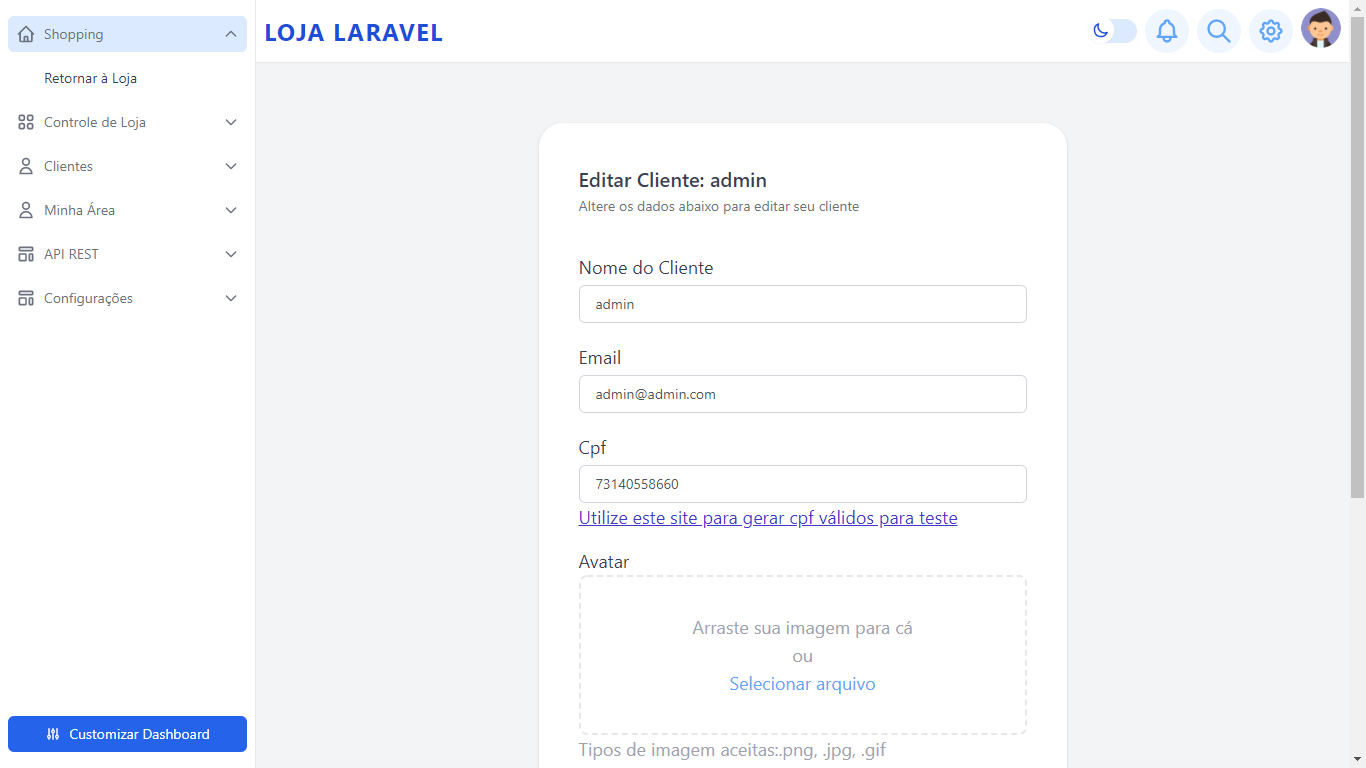 Shopping
Retornar à Loja
Controle de Loja
Clientes
Minha Área
API REST
Configurações
Customizar Dashboard
LOJA LARAVEL
Editar Cliente: admin
Altere os dados abaixo para editar seu cliente
Nome do Cliente
admin
Email
admin@admin.com
Cpf
73140558660
Utilize este site para gerar cpf válidos para teste
Avatar
Arraste sua imagem para cá
ou
Selecionar arquivo
Tipos de imagem aceitas:.png, .jpg, .gif